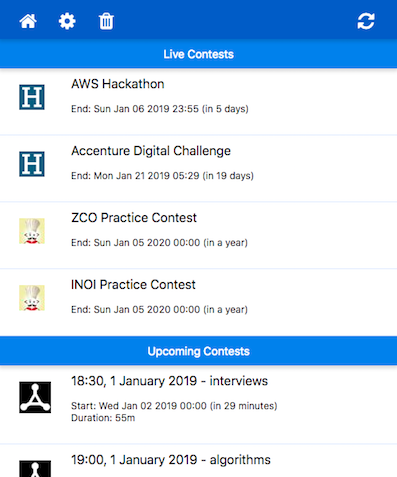 Live Contests
H
AWS Hackathon
End: Sun Jan 06 2019 23:55 (in 5 days)
H
Accenture Digital Challenge
End: Mon Jan 21 2019 05:29 (in 19 days)
ZCO Practice Contest
End: Sun Jan 05 2020 00:00 (in a year)
INOI Practice Contest
End: Sun Jan 05 2020 00:00 (in a year)
Upcoming Contests
18:30, 1 January 2019 - interviews
Start: Wed Jan 02 2019 00:00 (in 29 minutes)
Duration: 55m
19:00, 1 January 2019 - algorithms